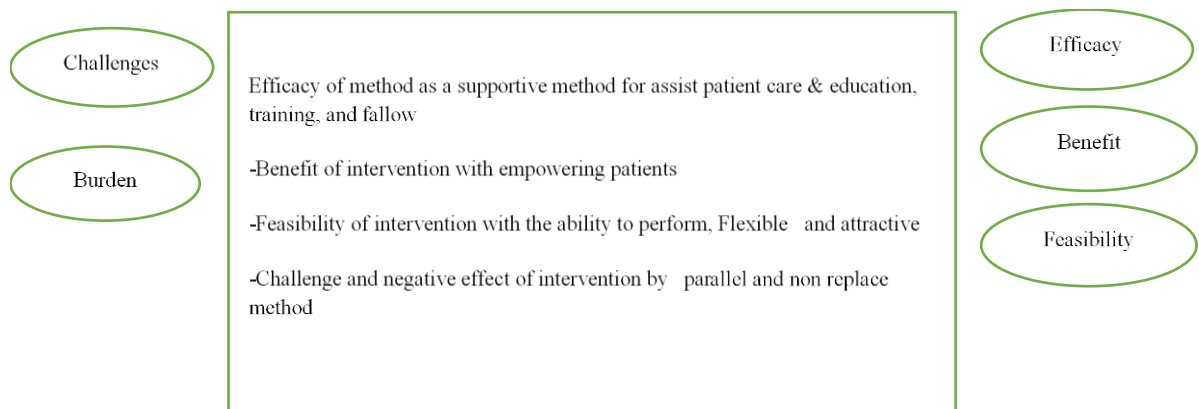 Challenges
Burden
Efficacy of method as a supportive method for assist patient care & education,
training, and fallow
-Benefit of intervention with empowering patients
-Feasibility of intervention with the ability to perform, Flexible   and attractive
-Challenge and negative effect of intervention by   parallel and non replace
method
Efficacy
Benefit
Feasibility